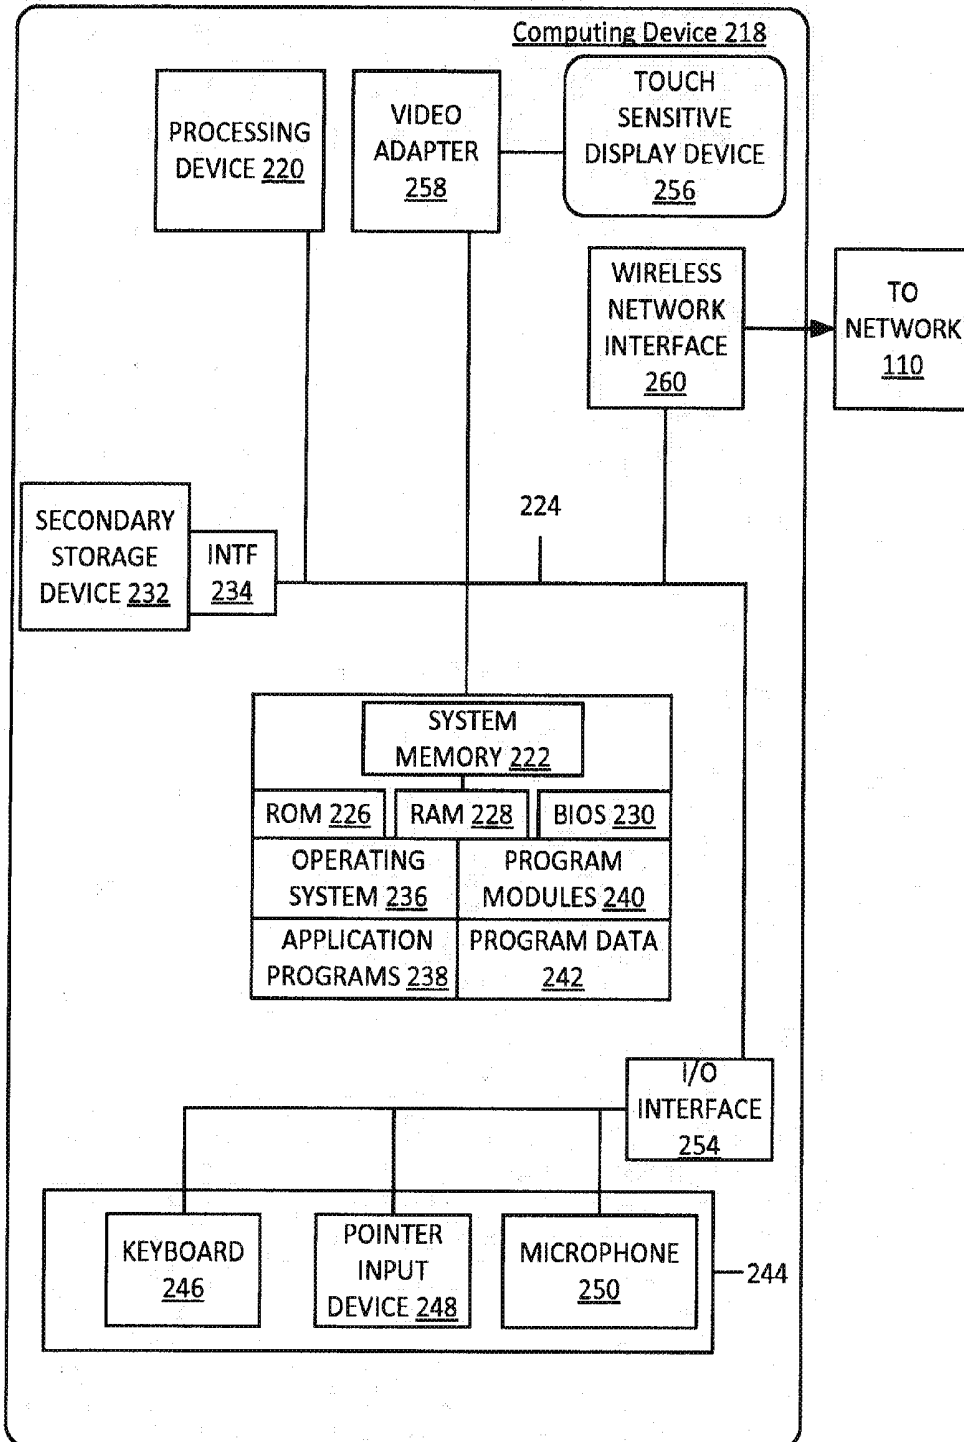 Computing Device 218
PROCESSING
DEVICE 220
VIDEO
ADAPTER
258
TOUCH
SENSITIVE
DISPLAY DEVICE
256
WIRELESS
NETWORK
INTERFACE
260
TO
NETWORK
110
SECONDARY
STORAGE
DEVICE 232
INTF
234
224
SYSTEM
MEMORY 222
ROM 226
RAM 228
BIOS 230
OPERATING
SYSTEM 236
PROGRAM
MODULES 240
APPLICATION
PROGRAMS 238
PROGRAM DATA
242
I/O
INTERFACE
254
KEYBOARD
246
POINTER
INPUT
DEVICE 248
MICROPHONE
250
244